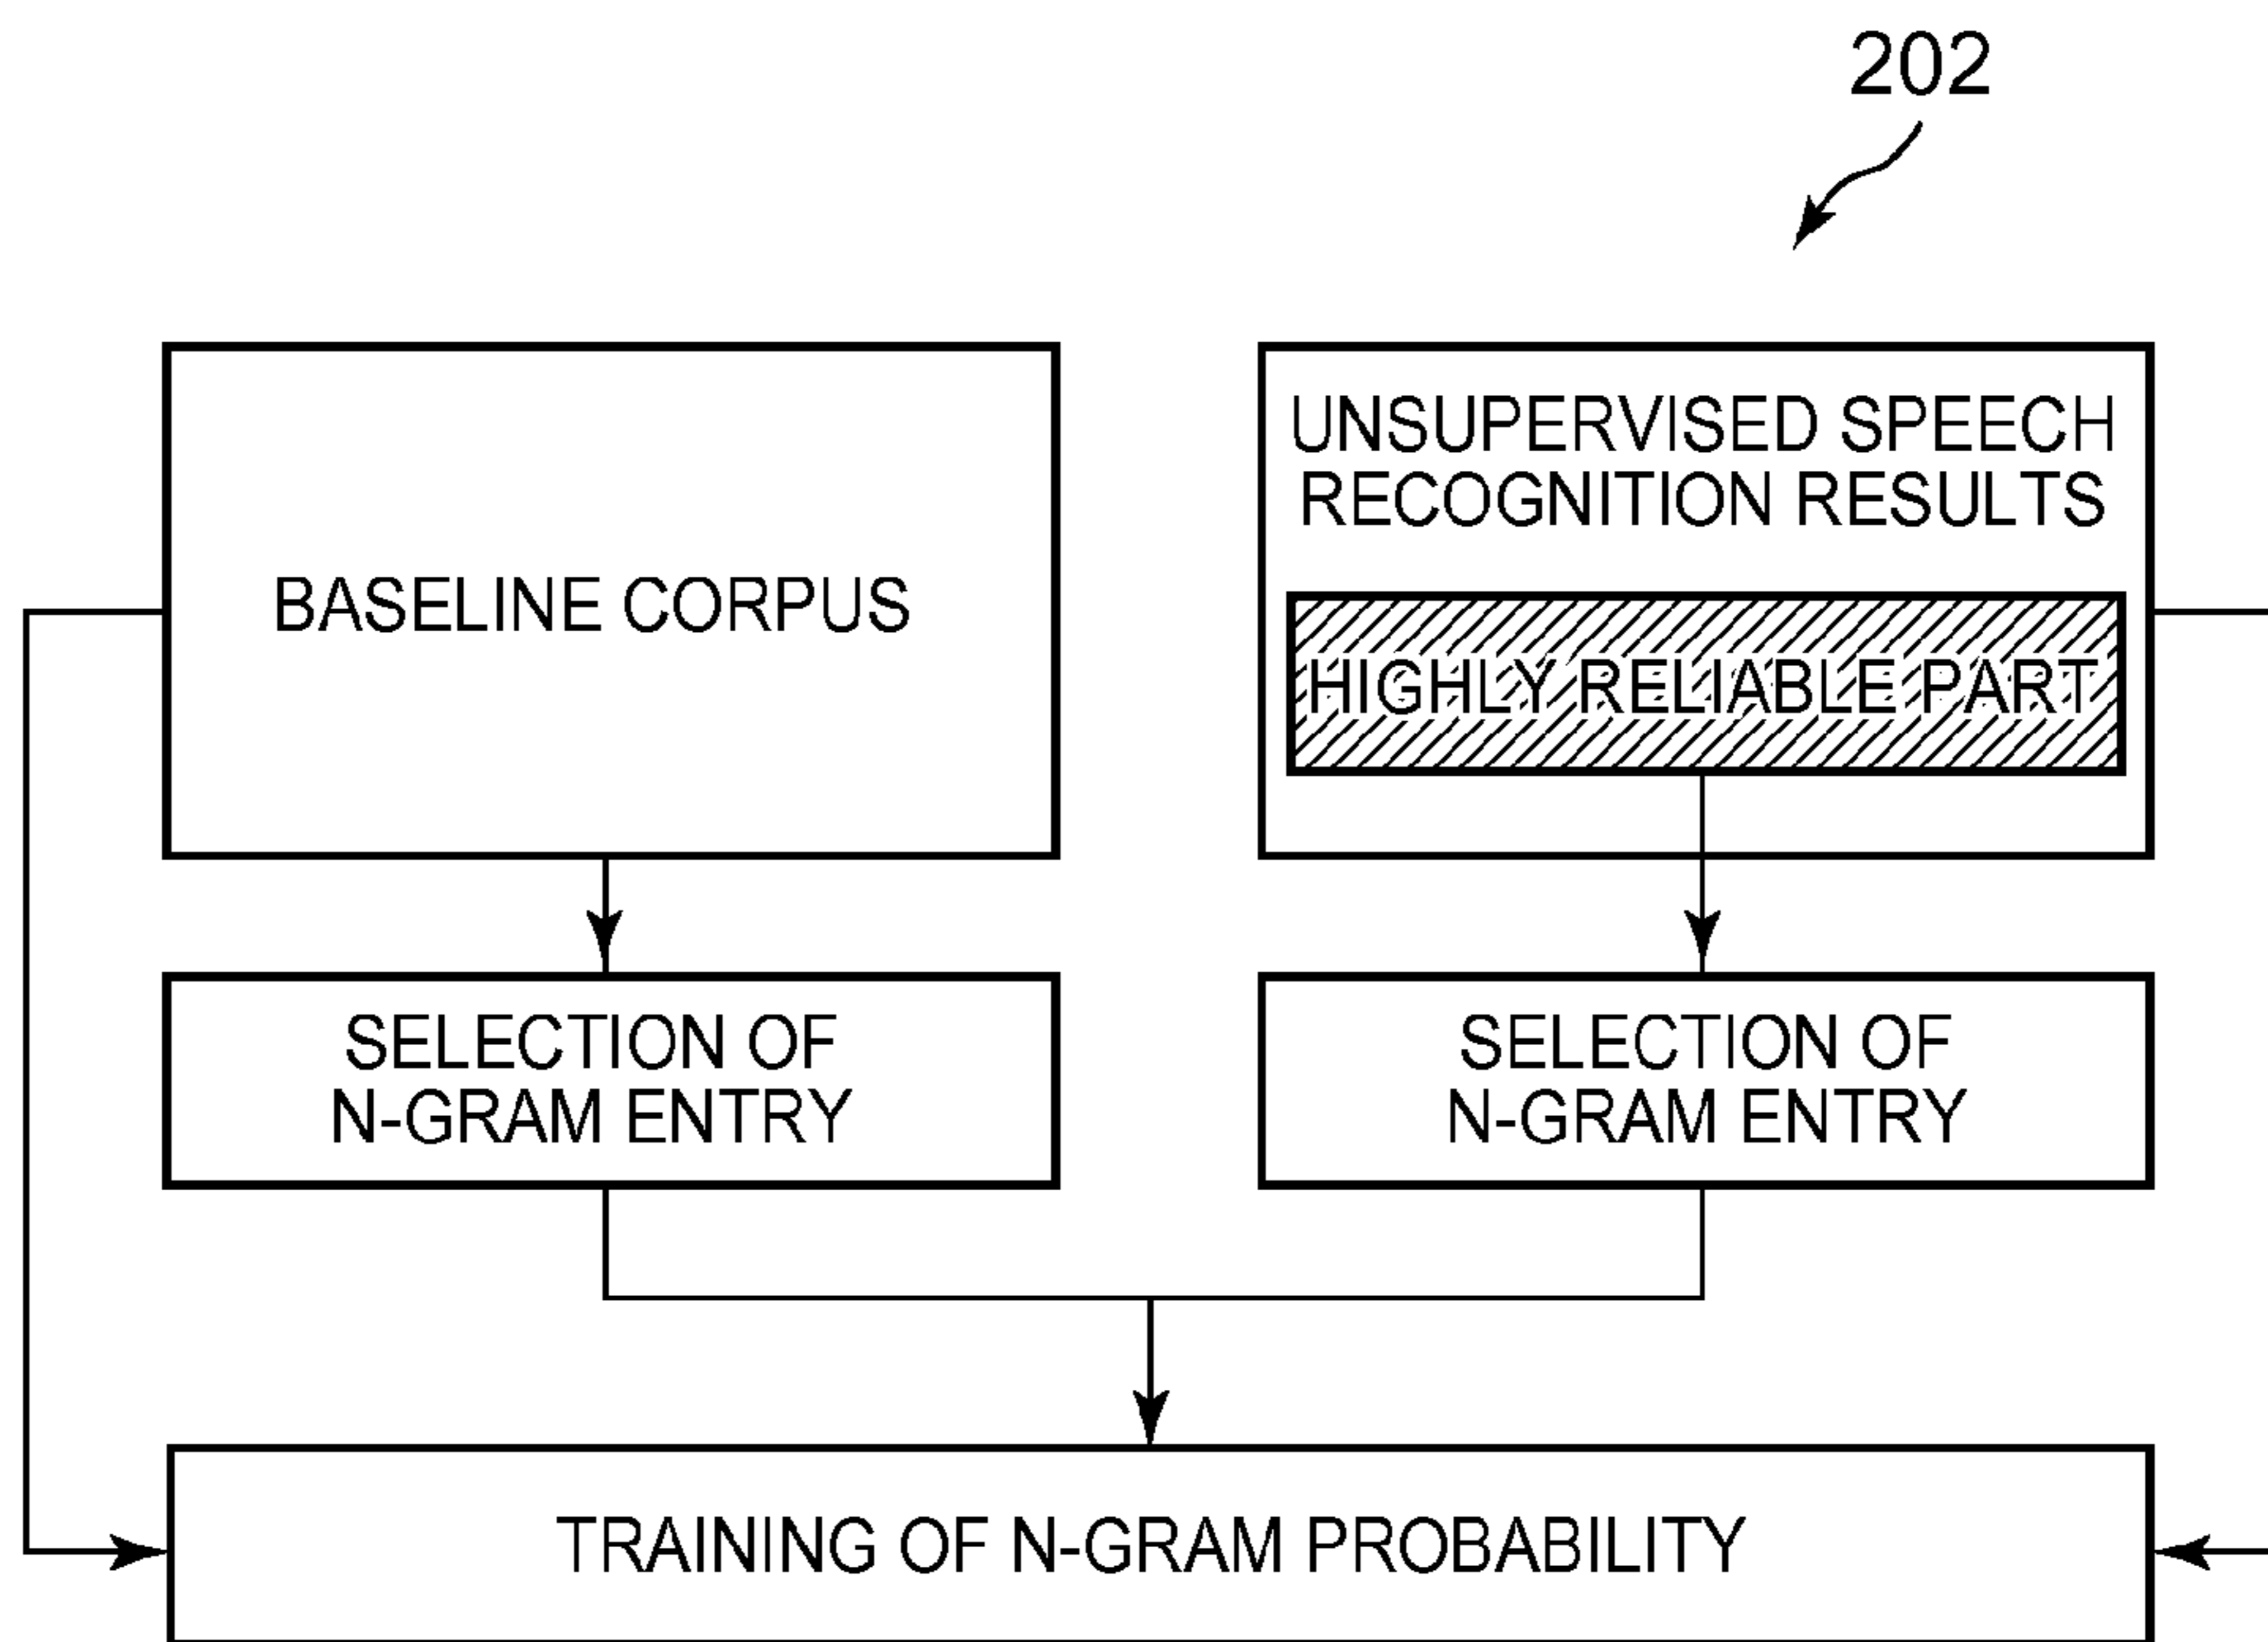 202
BASELINE CORPUS
UNSUPERVISED SPEECH
RECOGNITION RESULTS
HIGHLY RELIABLE PART
SELECTION OF
N-GRAM ENTRY
SELECTION OF
N-GRAM ENTRY
TRAINING OF N-GRAM PROBABILITY